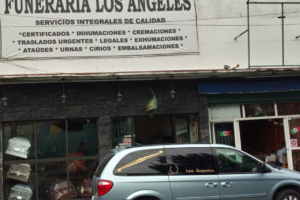 FUNERARIA LOS ANGELES
SERVICIOS INTEGRALES DE CALIDAD
*CERTIFICADOS * INHUMACIONES * CREMACIONES *
TRASLADOS URGENTES * LEGALES * EXHUMACIONES *
ATAÚDES * URNAS * CIRIOS * EMBALSAMACIONES *
Los Angeles